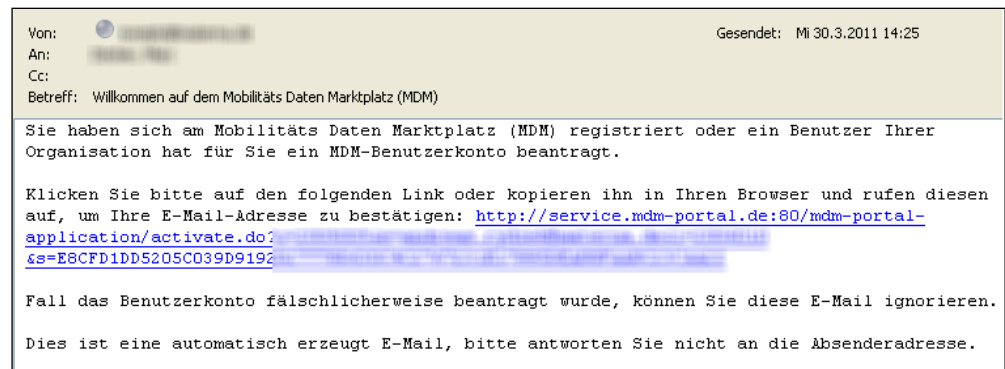 Von:
Gesendet: Mi 30.3.2011 14:25
An:
Cc:
Betreff: Willkommen auf dem Mobilitäts Daten Marktplatz (MDM)
Sie haben sich am Mobilitäts Daten Marktplatz (MDM) registriert oder ein Benutzer Ihrer
Organisation hat für Sie ein MDM-Benutzerkonto beantragt.
Klicken Sie bitte auf den folgenden Link oder kopieren ihn in Ihren Browser und rufen diesen
auf, um Ihre E-Mail-Adresse zu bestätigen: http://service.mdm-portal.de:80/mdm-portal-
application/activate.do?
&s=E8CFD1DD5205C039D9192
Fall das Benutzerkonto fälschlicherweise beantragt wurde, können Sie diese E-Mail ignorieren.
Dies ist eine automatisch erzeugt E-Mail, bitte antworten Sie nicht an die Absenderadresse.